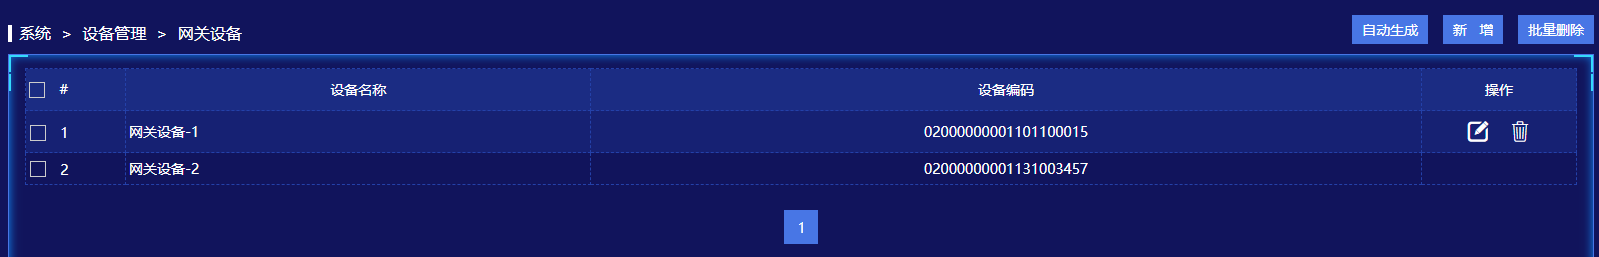 系统 > 设备管理 > 网关设备
自动生成 新 增 批量删除
# 设备名称 设备编码 操作
1 网关设备-1 02000000001101100015
2 网关设备-2 02000000001131003457
1